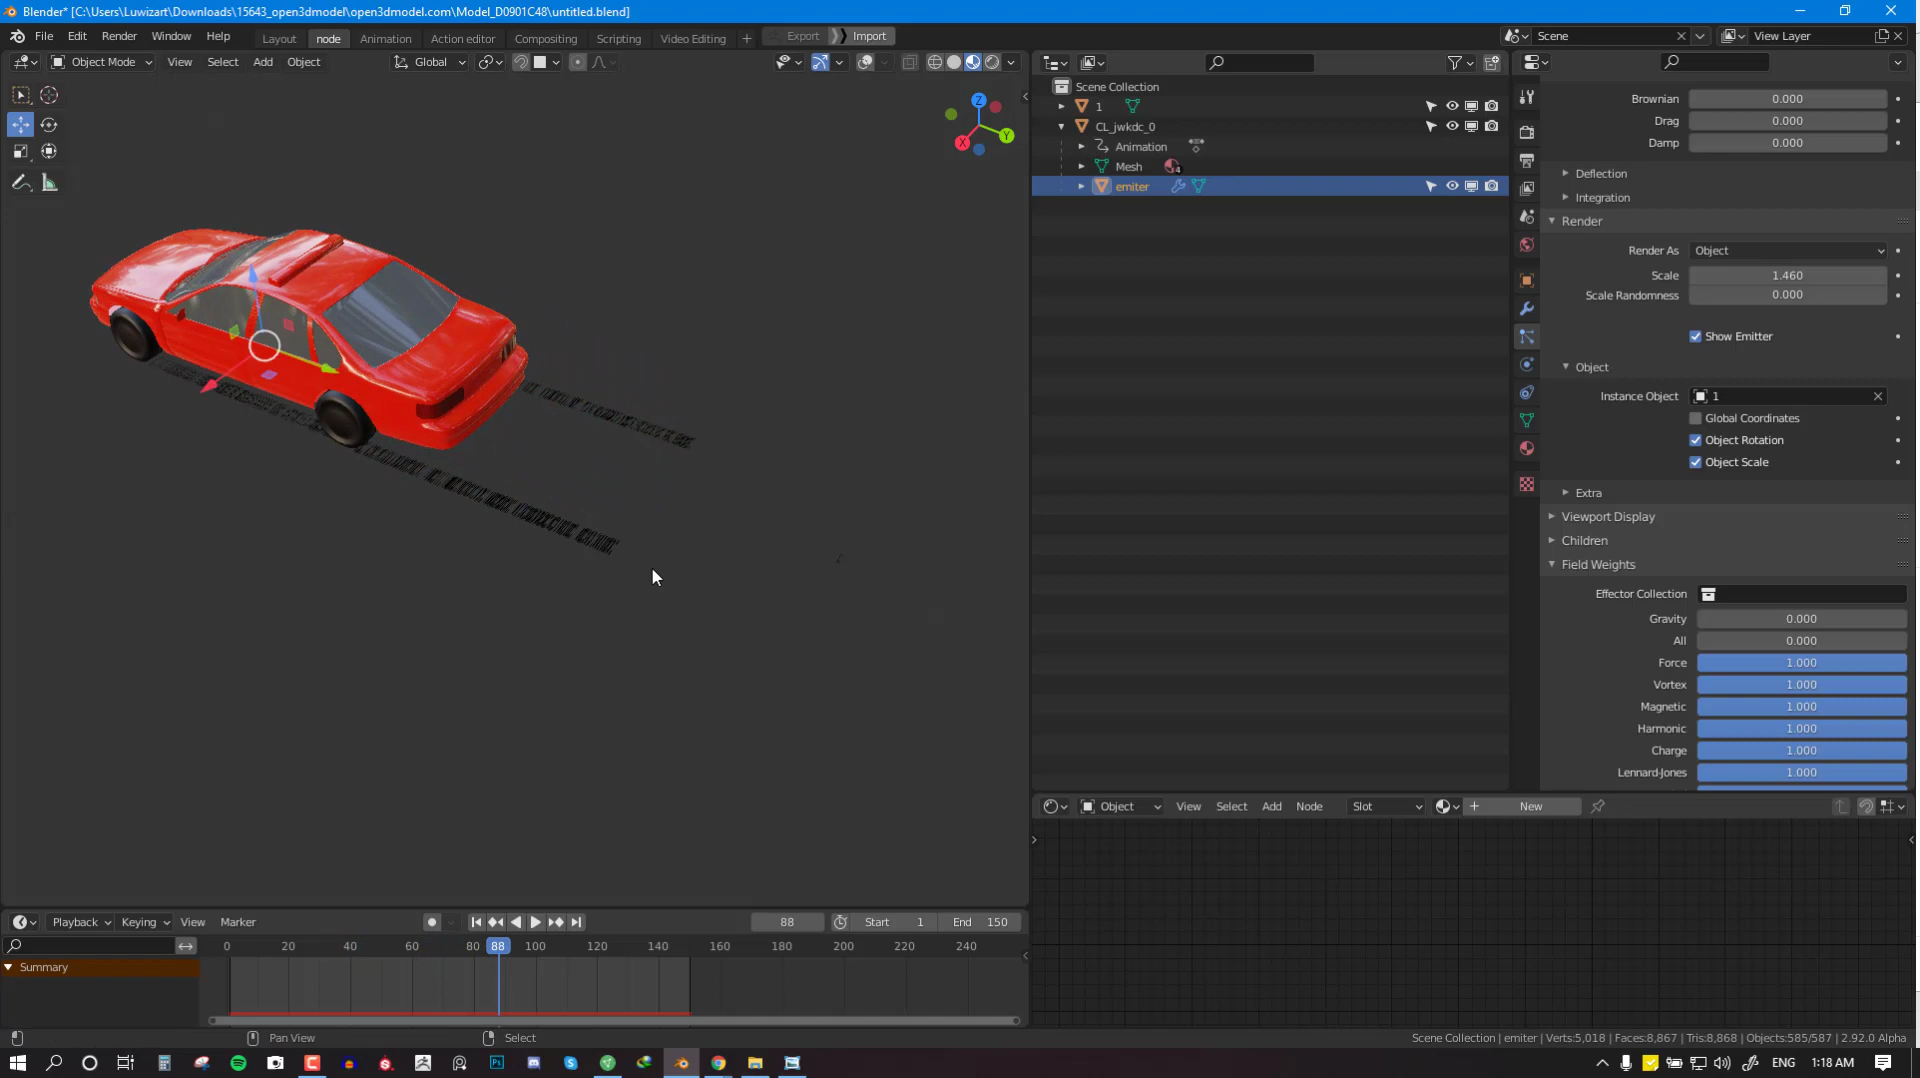 Blender* [C:\Users\Luwizart\Downloads\15643_open3dmodel\open3dmodel.com\Model_D0901C48\untitled.blend]
File Edit Render Window Help Layout node Animation Action editor Compositing Scripting Video Editing + Export Import Scene View Layer
Object Mode View Select Add Object Global
Z
Y
X
Scene Collection
1
CL_jwkdc_0
Animation
Mesh 4
emiter
Brownian 0.000
Drag 0.000
Damp 0.000
Deflection
Integration
Render
Render As Object
Scale 1.460
Scale Randomness 0.000
Show Emitter
Object
Instance Object 1
Global Coordinates
Object Rotation
Object Scale
Extra
Viewport Display
Children
Field Weights
Effector Collection
Gravity 0.000
All 0.000
Force 1.000
Vortex 1.000
Magnetic 1.000
Harmonic 1.000
Charge 1.000
Lennard-Jones 1.000
Object View Select Add Node Slot New
Playback Keying View Marker 88 Start 1 End 150
0 20 40 60 80 88 100 120 140 160 180 200 220 240
Summary
Pan View Select
Scene Collection | emiter | Verts:5,018 | Faces:8,867 | Tris:8,868 | Objects:585/587 | 2.92.0 Alpha
ENG 1:18 AM